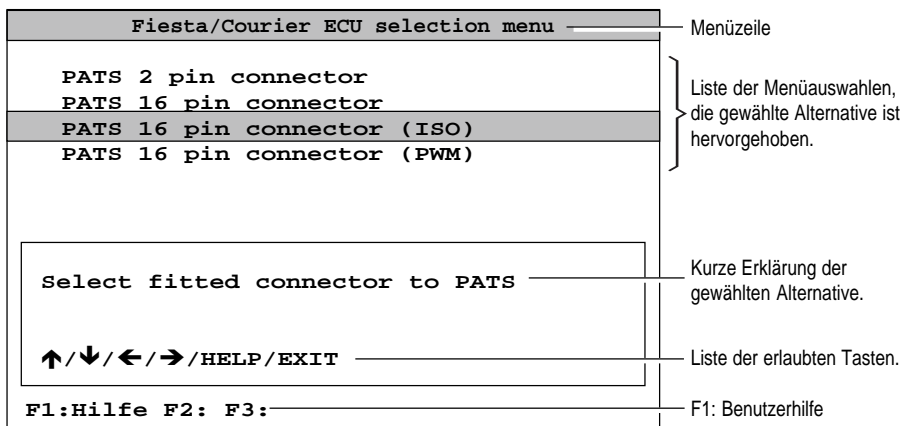 Fiesta/Courier ECU selection menu
Menüzeile
PATS 2 pin connector
PATS 16 pin connector
PATS 16 pin connector (ISO)
PATS 16 pin connector (PWM)
Liste der Menüauswahlen,
die gewählte Alternative ist
hervorgehoben.
Select fitted connector to PATS
Kurze Erklärung der
gewählten Alternative.
↑/↓/←/→/HELP/EXIT
Liste der erlaubten Tasten.
F1:Hilfe F2: F3:
F1: Benutzerhilfe